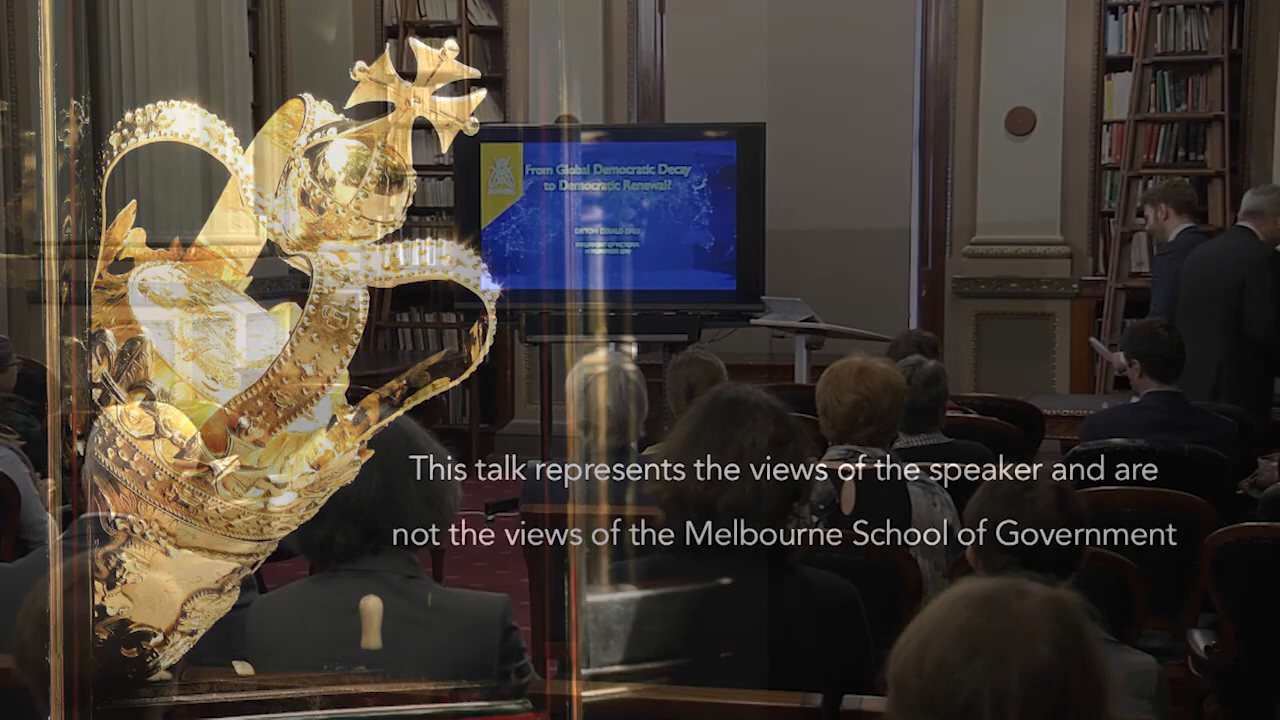 From Global Democratic Decay
to Democratic Renewal?
This talk represents the views of the speaker and are
not the views of the Melbourne School of Government